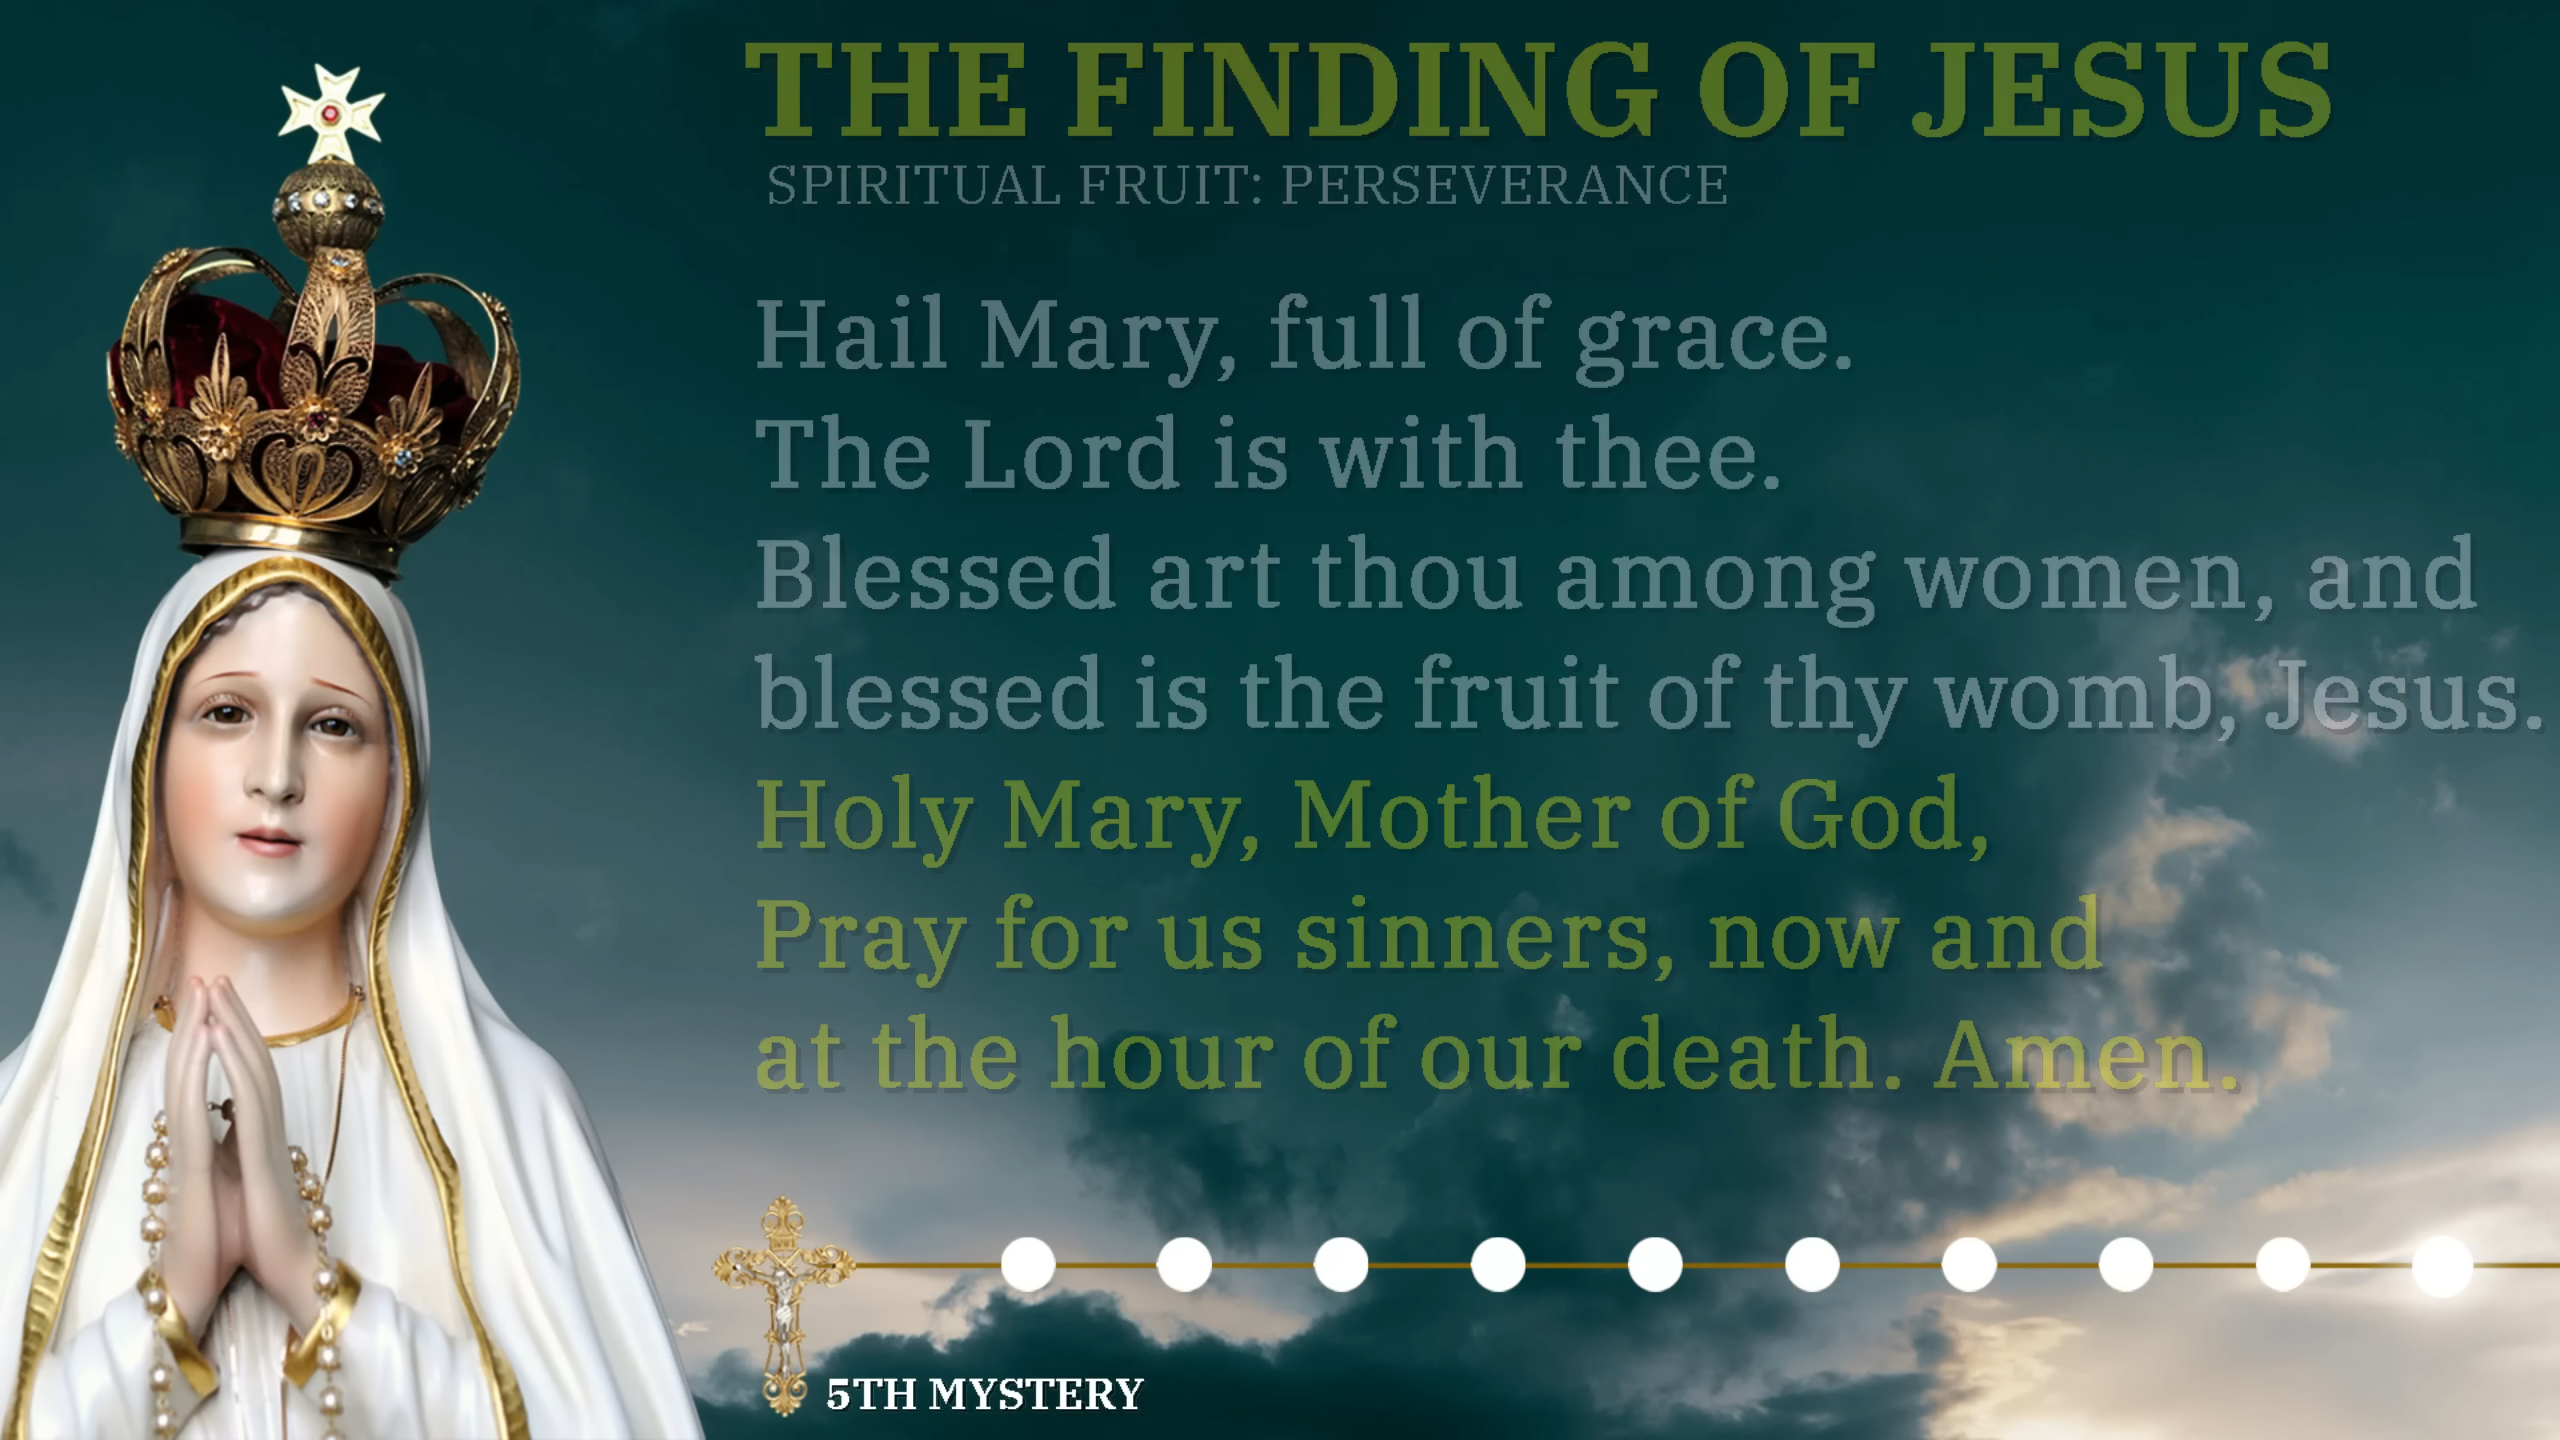 THE FINDING OF JESUS
SPIRITUAL FRUIT: PERSEVERANCE
Hail Mary, full of grace.
The Lord is with thee.
Blessed art thou among women, and
blessed is the fruit of thy womb, Jesus.
Holy Mary, Mother of God,
Pray for us sinners, now and
at the hour of our death. Amen.
5TH MYSTERY